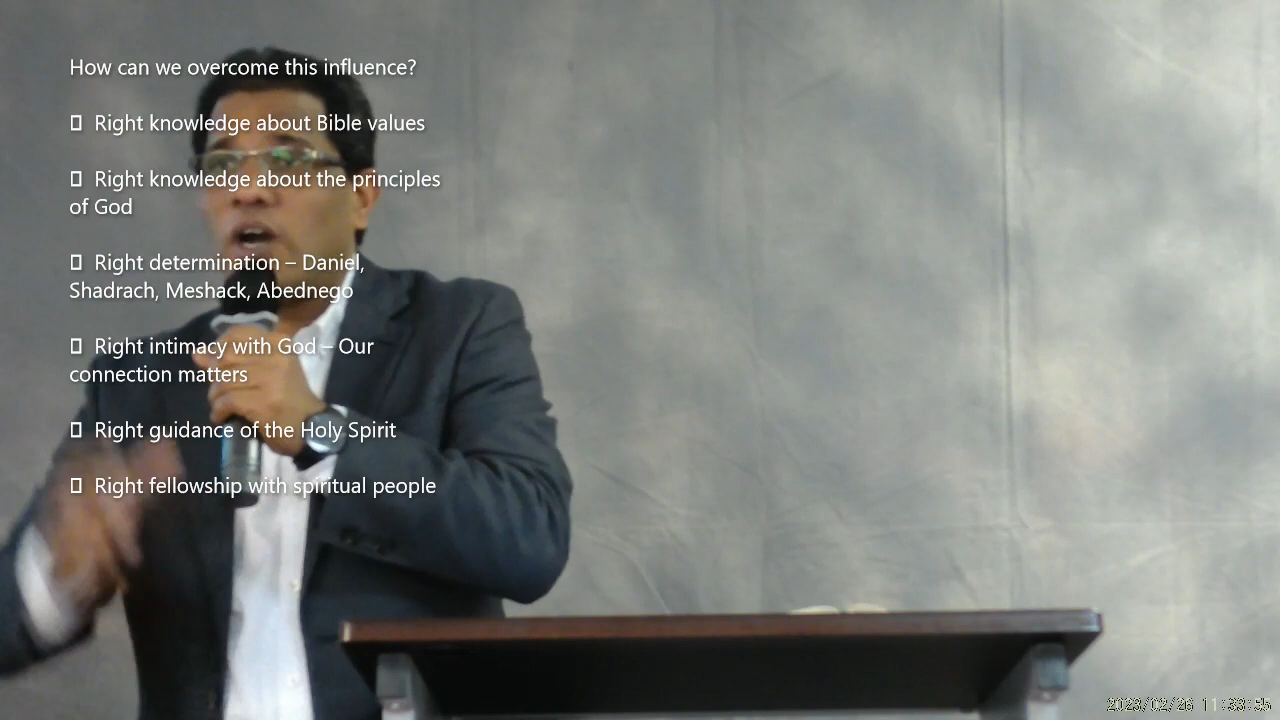 How can we overcome this influence?
▯ Right knowledge about Bible values
▯ Right knowledge about the principles
of God
▯ Right determination – Daniel,
Shadrach, Meshack, Abednego
▯ Right intimacy with God – Our
connection matters
▯ Right guidance of the Holy Spirit
▯ Right fellowship with spiritual people